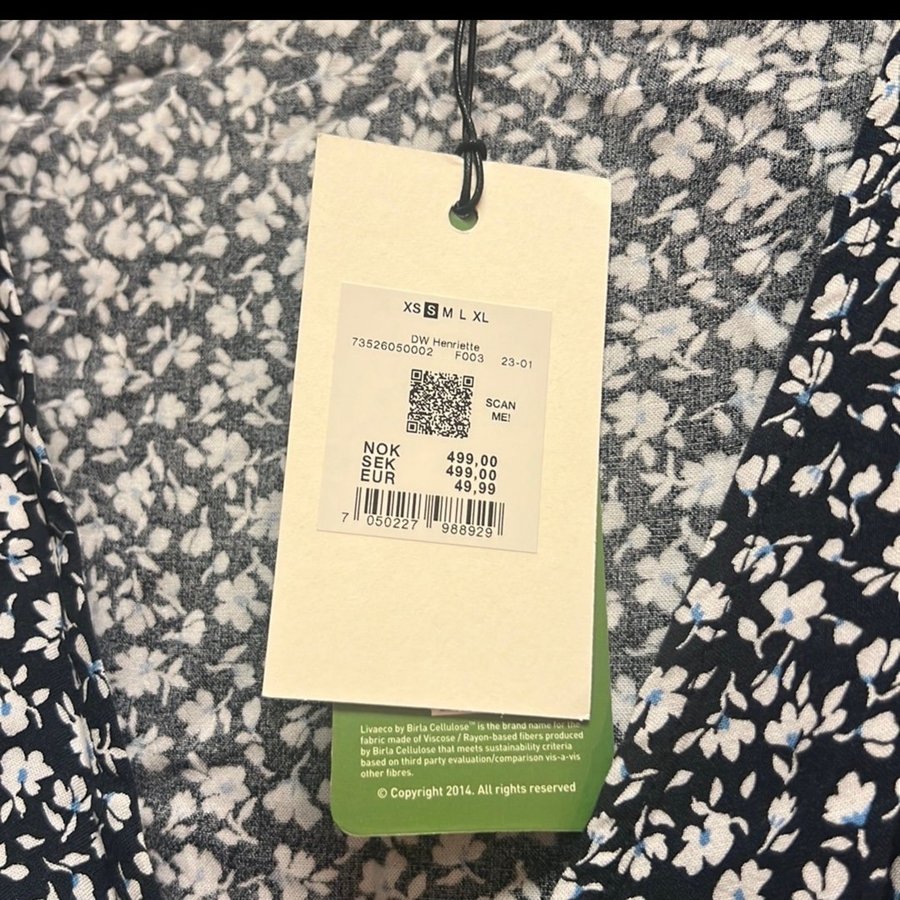 XS S M L XL
DW Henriette
73526050002 F003 23-01
SCAN
ME!
NOK 499,00
SEK 499,00
EUR 49,99
7 050227 988929
Livaeco by Birla Cellulose™ is the brand name for the
fabric made of Viscose / Rayon-based fibers produced
by Birla Cellulose that meets sustainability criteria
based on third party evaluation/comparison vis-a-vis
other fibres.
© Copyright 2014. All rights reserved